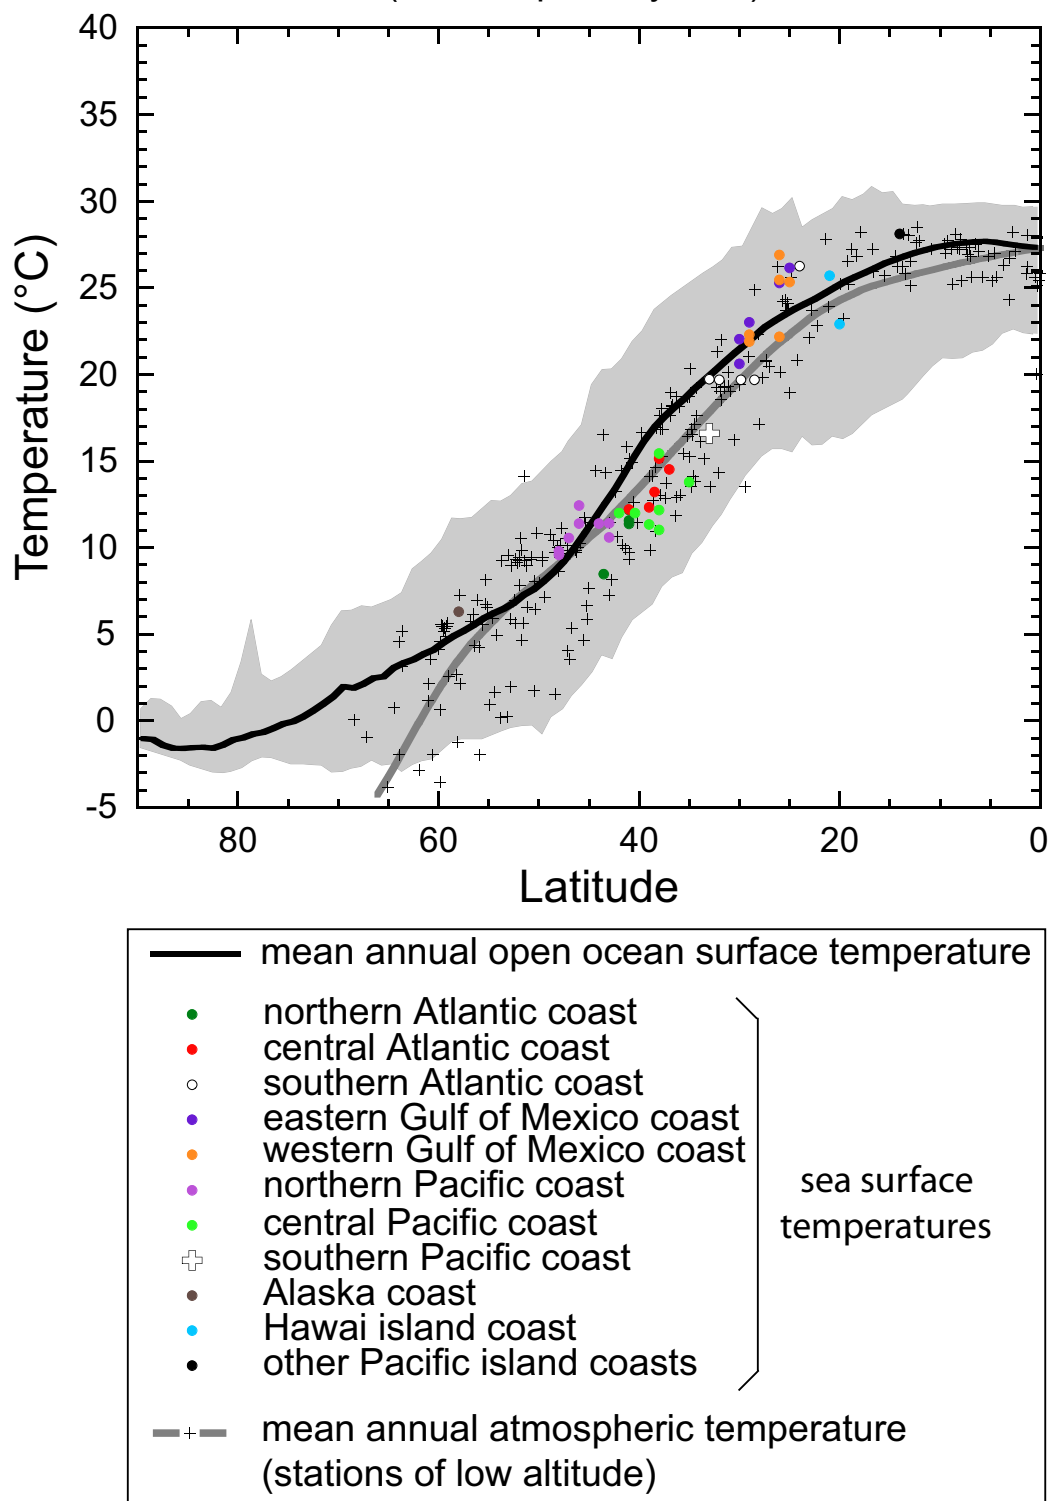 40
35
30
25
20
15
10
5
0
-5
Temperature (°C)
80 60 40 20 0
Latitude
mean annual open ocean surface temperature
northern Atlantic coast
central Atlantic coast
southern Atlantic coast
eastern Gulf of Mexico coast
western Gulf of Mexico coast
northern Pacific coast
central Pacific coast
southern Pacific coast
Alaska coast
Hawai island coast
other Pacific island coasts
sea surface
temperatures
mean annual atmospheric temperature
(stations of low altitude)